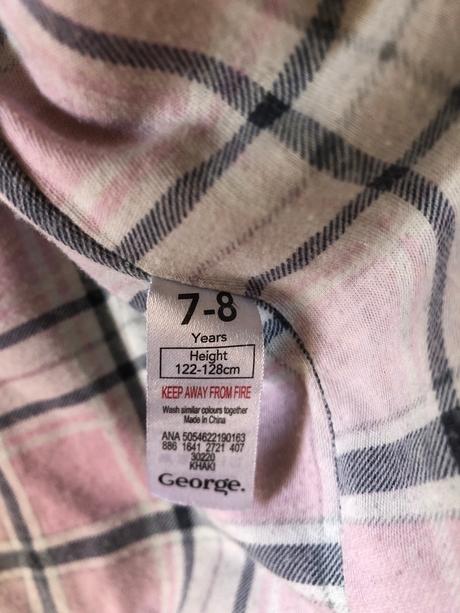 7-8
Years
Height
122-128cm
KEEP AWAY FROM FIRE
Wash similar colours together
Made in China
ANA 5054622190163
886 1641 2721 407
30220
KHAKI
George.